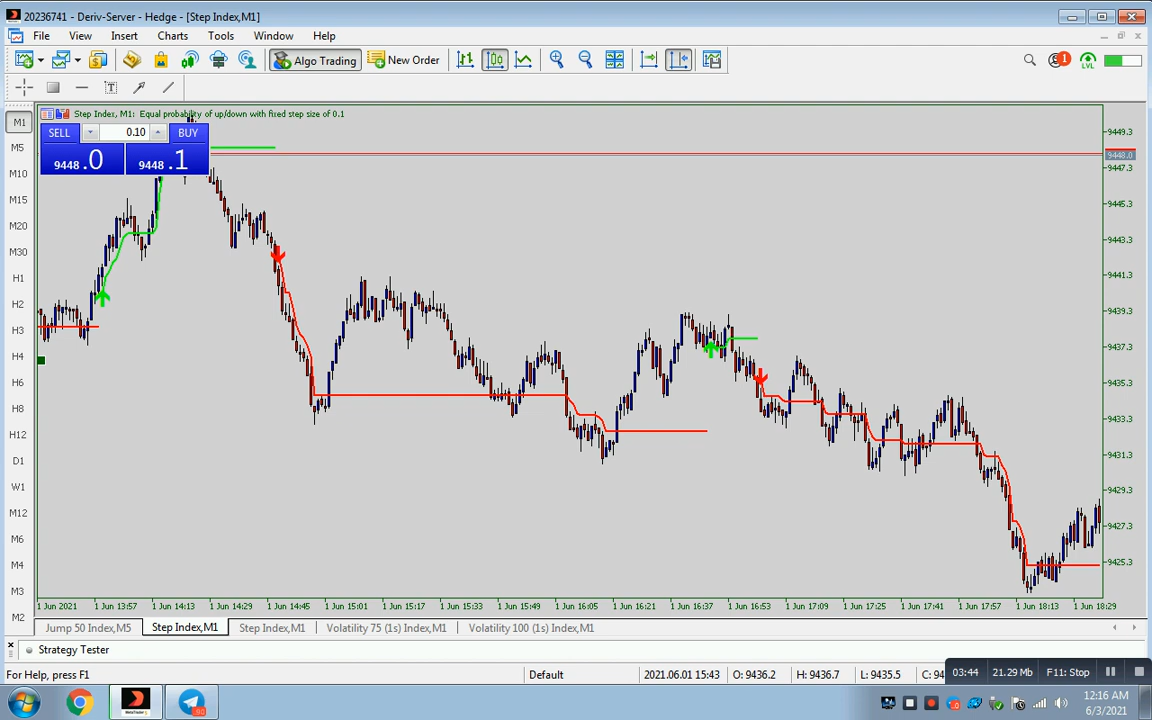 20236741 - Deriv-Server - Hedge - [Step Index,M1]
File View Insert Charts Tools Window Help
Algo Trading New Order 1 LVL
T
M1 Step Index, M1: Equal probability of up/down with fixed step size of 0.1
SELL 0.10 BUY
9448 .0 9448 .1
M5
M10
M15
M20
M30
H1
H2
H3
H4
H6
H8
H12
D1
W1
M12
M6
M4
M3
M2
9449.3
9448.0
9447.3
9445.3
9443.3
9441.3
9439.3
9437.3
9435.3
9433.3
9431.3
9429.3
9427.3
9425.3
1 Jun 2021 1 Jun 13:57 1 Jun 14:13 1 Jun 14:29 1 Jun 14:45 1 Jun 15:01 1 Jun 15:17 1 Jun 15:33 1 Jun 15:49 1 Jun 16:05 1 Jun 16:21 1 Jun 16:37 1 Jun 16:53 1 Jun 17:09 1 Jun 17:25 1 Jun 17:41 1 Jun 17:57 1 Jun 18:13 1 Jun 18:29
Jump 50 Index,M5 Step Index,M1 Step Index,M1 Volatility 75 (1s) Index,M1 Volatility 100 (1s) Index,M1
Strategy Tester
For Help, press F1 Default 2021.06.01 15:43 O: 9436.2 H: 9436.7 L: 9435.5 C: 94
03:44 21.29 Mb F11: Stop
12:16 AM
6/3/2021